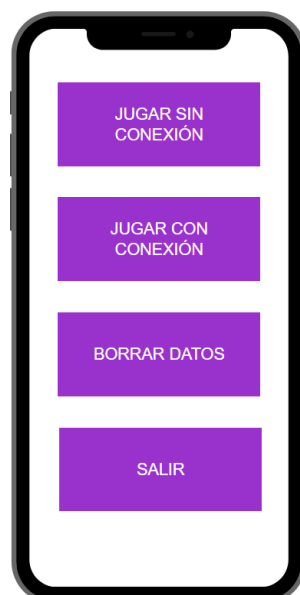 JUGAR SIN
CONEXIÓN
JUGAR CON
CONEXIÓN
BORRAR DATOS
SALIR